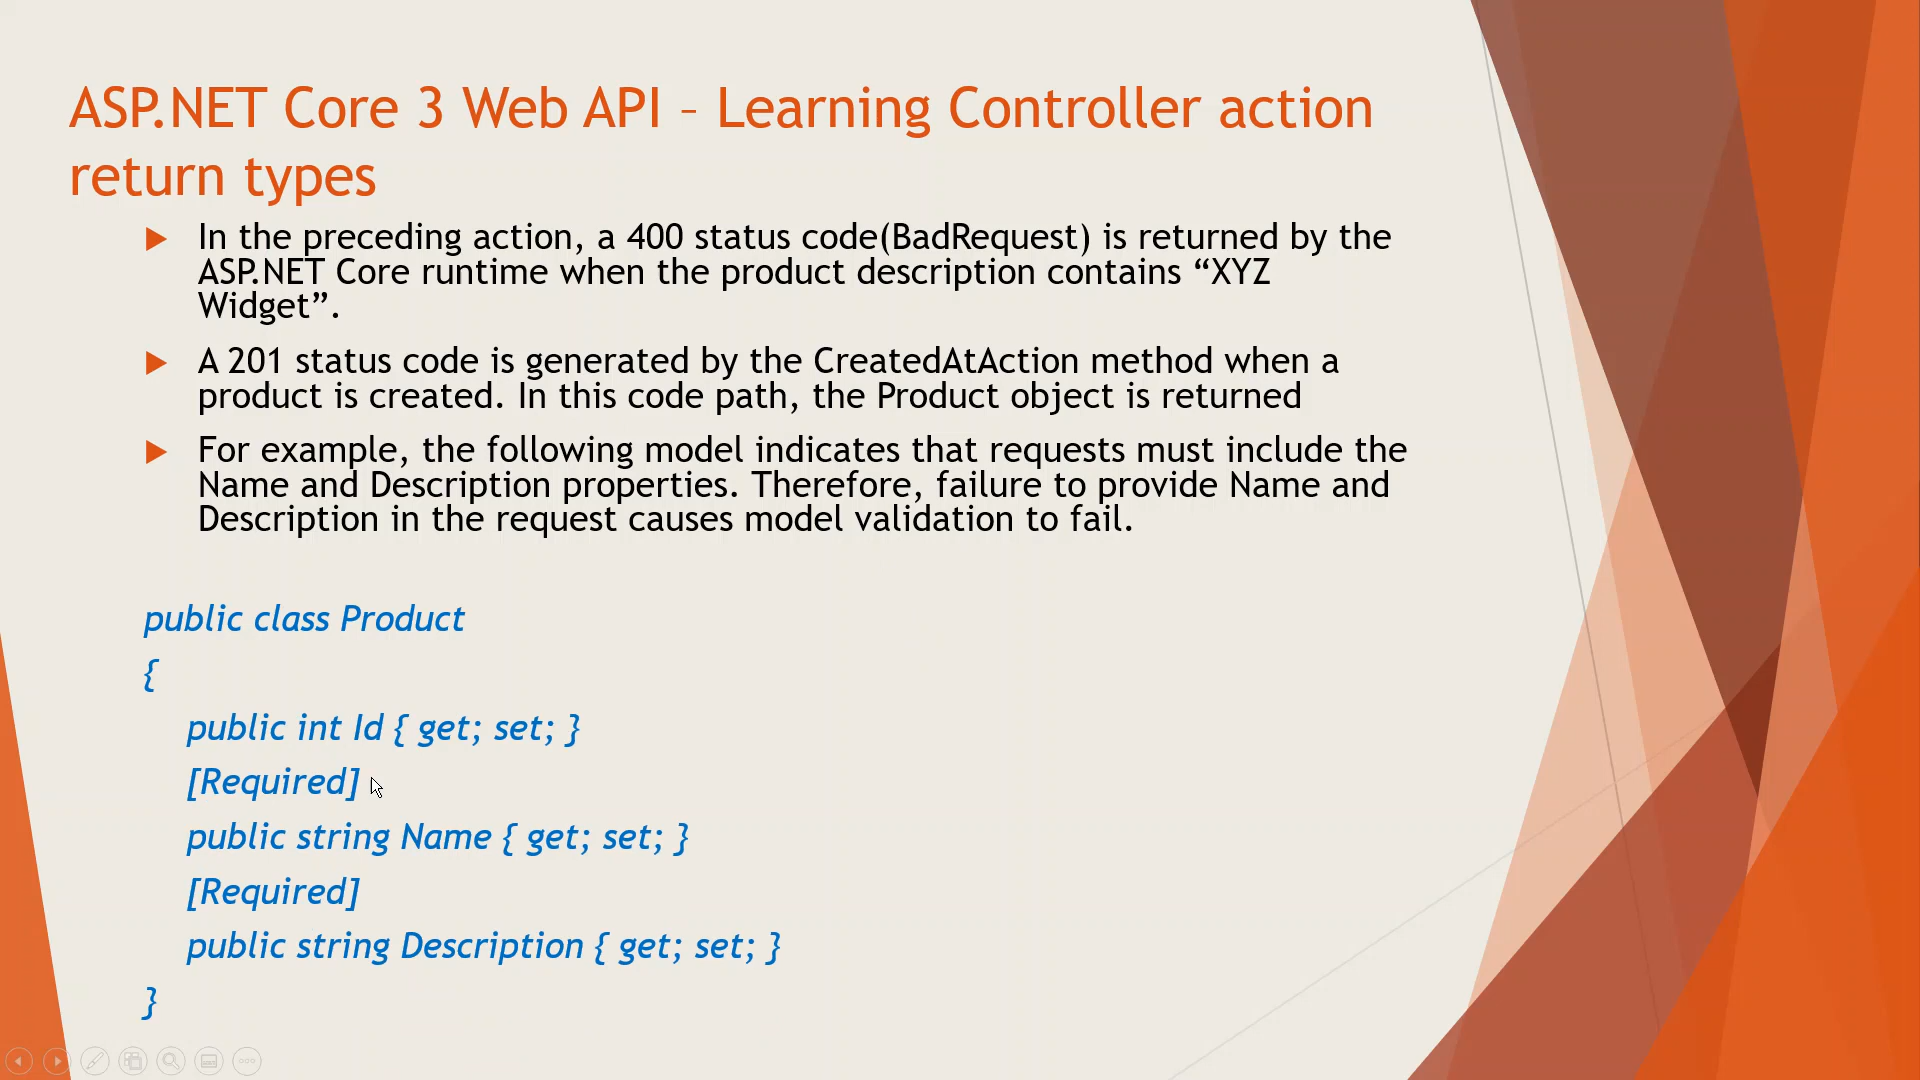 ASP.NET Core 3 Web API – Learning Controller action
return types
In the preceding action, a 400 status code(BadRequest) is returned by the
ASP.NET Core runtime when the product description contains “XYZ
Widget”.
A 201 status code is generated by the CreatedAtAction method when a
product is created. In this code path, the Product object is returned
For example, the following model indicates that requests must include the
Name and Description properties. Therefore, failure to provide Name and
Description in the request causes model validation to fail.
public class Product
{
public int Id { get; set; }
[Required]
public string Name { get; set; }
[Required]
public string Description { get; set; }
}